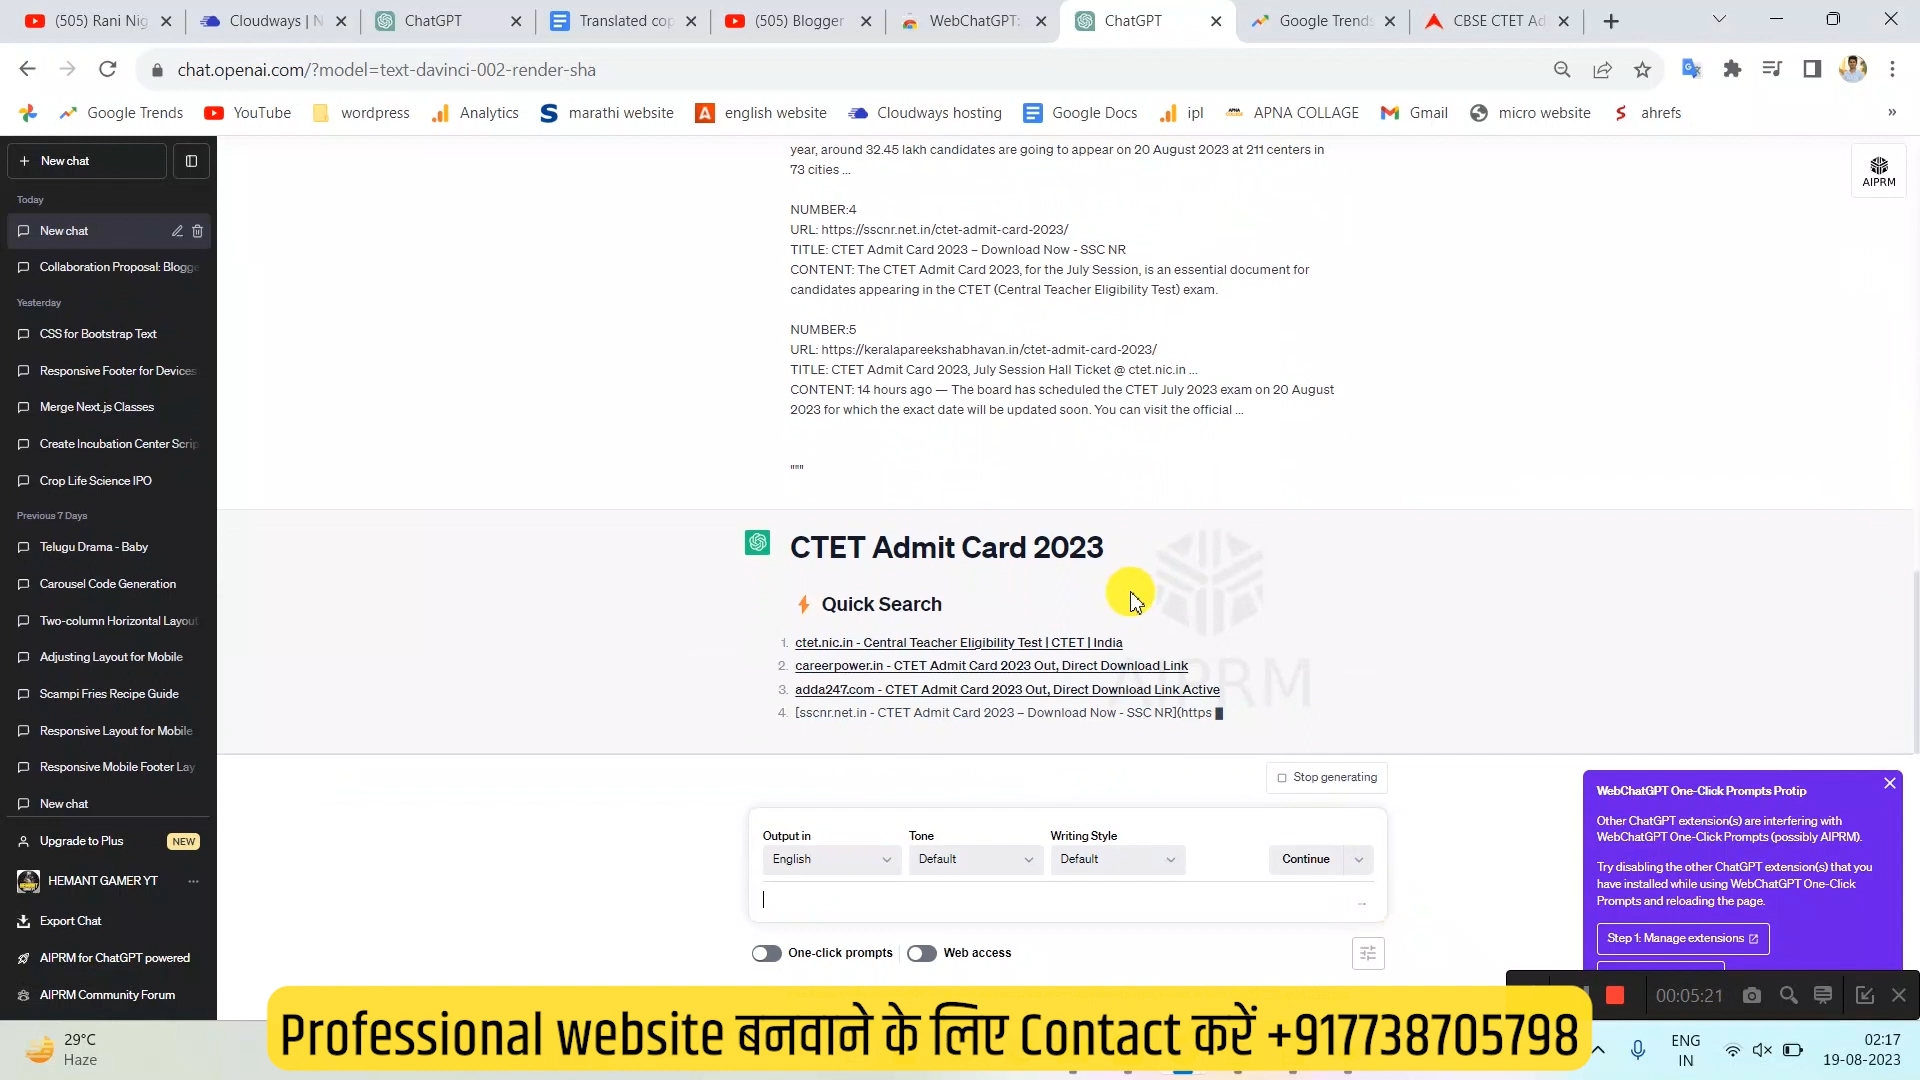 (505) Rani Nig
Cloudways | N
ChatGPT
Translated cop
(505) Blogger
WebChatGPT:
ChatGPT
Google Trends
CBSE CTET Ad
chat.openai.com/?model=text-davinci-002-render-sha
Google Trends
YouTube
wordpress
Analytics
marathi website
english website
Cloudways hosting
Google Docs
ipl
APNA COLLAGE
Gmail
micro website
ahrefs
New chat
Today
New chat
Collaboration Proposal: Blogge
Yesterday
CSS for Bootstrap Text
Responsive Footer for Devices
Merge Next.js Classes
Create Incubation Center Scrip
Crop Life Science IPO
Previous 7 Days
Telugu Drama - Baby
Carousel Code Generation
Two-column Horizontal Layout
Adjusting Layout for Mobile
Scampi Fries Recipe Guide
Responsive Layout for Mobile
Responsive Mobile Footer Lay
New chat
Upgrade to Plus
NEW
HEMANT GAMER YT
Export Chat
AIPRM for ChatGPT powered
AIPRM Community Forum
year, around 32.45 lakh candidates are going to appear on 20 August 2023 at 211 centers in
73 cities ...
NUMBER:4
URL: https://sscnr.net.in/ctet-admit-card-2023/
TITLE: CTET Admit Card 2023 – Download Now - SSC NR
CONTENT: The CTET Admit Card 2023, for the July Session, is an essential document for
candidates appearing in the CTET (Central Teacher Eligibility Test) exam.
NUMBER:5
URL: https://keralapareekshabhavan.in/ctet-admit-card-2023/
TITLE: CTET Admit Card 2023, July Session Hall Ticket @ ctet.nic.in ...
CONTENT: 14 hours ago — The board has scheduled the CTET July 2023 exam on 20 August
2023 for which the exact date will be updated soon. You can visit the official ...
"""
AIPRM
CTET Admit Card 2023
Quick Search
1. ctet.nic.in - Central Teacher Eligibility Test | CTET | India
2. careerpower.in - CTET Admit Card 2023 Out, Direct Download Link
3. adda247.com - CTET Admit Card 2023 Out, Direct Download Link Active
4. [sscnr.net.in - CTET Admit Card 2023 – Download Now - SSC NR](https
AIPRM
Stop generating
Output in
Tone
Writing Style
English
Default
Default
Continue
One-click prompts
Web access
WebChatGPT One-Click Prompts Protip
Other ChatGPT extension(s) are interfering with
WebChatGPT One-Click Prompts (possibly AIPRM).
Try disabling the other ChatGPT extension(s) that you
have installed while using WebChatGPT One-Click
Prompts and reloading the page.
Step 1: Manage extensions
00:05:21
Professional website बनवाने के लिए Contact करें +917738705798
29°C
Haze
ENG
IN
02:17
19-08-2023